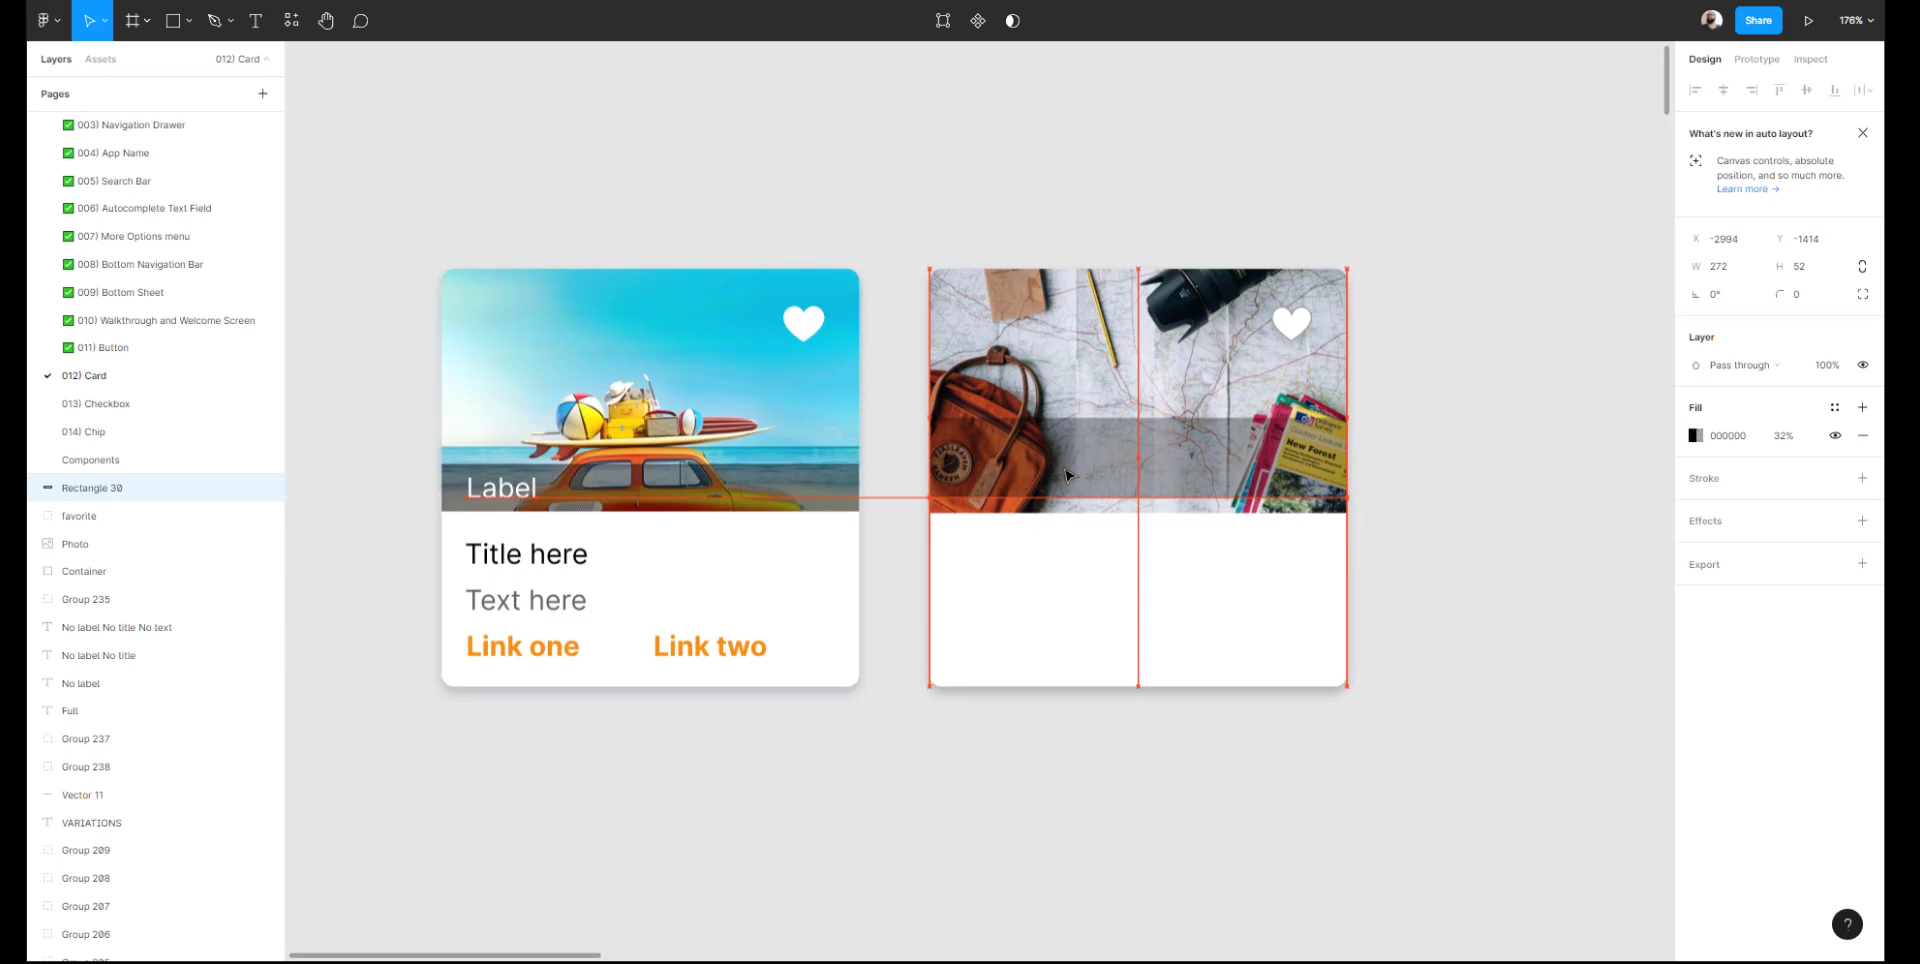 Share
176%
Layers
Assets
012) Card
Design
Prototype
Inspect
Pages
003) Navigation Drawer
004) App Name
005) Search Bar
006) Autocomplete Text Field
007) More Options menu
008) Bottom Navigation Bar
009) Bottom Sheet
010) Walkthrough and Welcome Screen
011) Button
012) Card
013) Checkbox
014) Chip
Components
Rectangle 30
favorite
Photo
Container
Group 235
No label No title No text
No label No title
No label
Full
Group 237
Group 238
Vector 11
VARIATIONS
Group 209
Group 208
Group 207
Group 206
Label
Title here
Text here
Link one
Link two
New Forest
What's new in auto layout?
Canvas controls, absolute
position, and so much more.
Learn more →
X -2994 Y -1414
W 272 H 52
0° 0
Layer
Pass through 100%
Fill
000000 32%
Stroke
Effects
Export
?